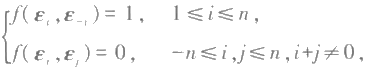 f(ε_i, ε_{-i}) = 1, 1 ≤ i ≤ n,
f(ε_i, ε_j) = 0, -n ≤ i, j ≤ n, i+j ≠ 0,